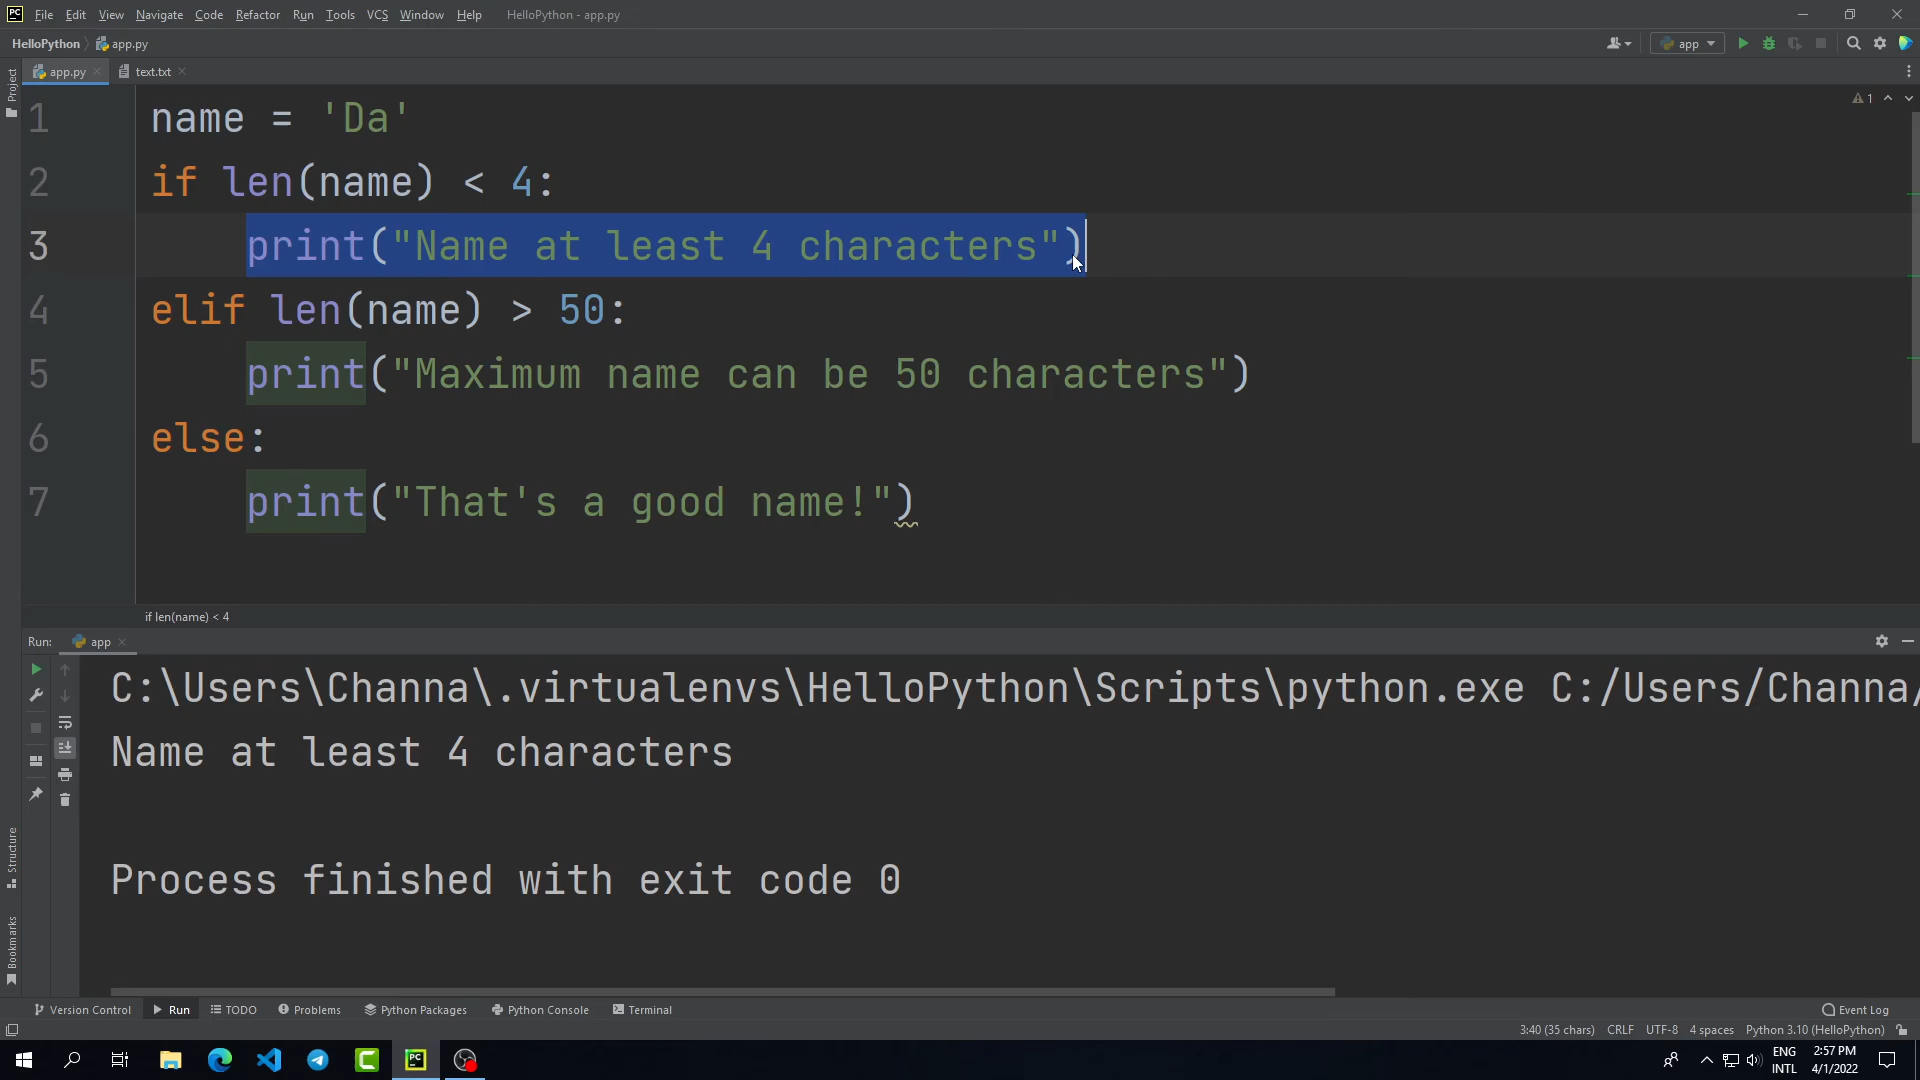 PC File Edit View Navigate Code Refactor Run Tools VCS Window Help HelloPython - app.py
HelloPython app.py app
Project
app.py text.txt
1
1 name = 'Da'
2 if len(name) < 4:
3 print("Name at least 4 characters")
4 elif len(name) > 50:
5 print("Maximum name can be 50 characters")
6 else:
7 print("That's a good name!")
if len(name) < 4
Run: app
C:\Users\Channa\.virtualenvs\HelloPython\Scripts\python.exe C:/Users/Channa/
Name at least 4 characters
Process finished with exit code 0
Structure
Bookmarks
Version Control Run TODO Problems Python Packages Python Console Terminal Event Log
3:40 (35 chars) CRLF UTF-8 4 spaces Python 3.10 (HelloPython)
PC ENG 2:57 PM
INTL 4/1/2022